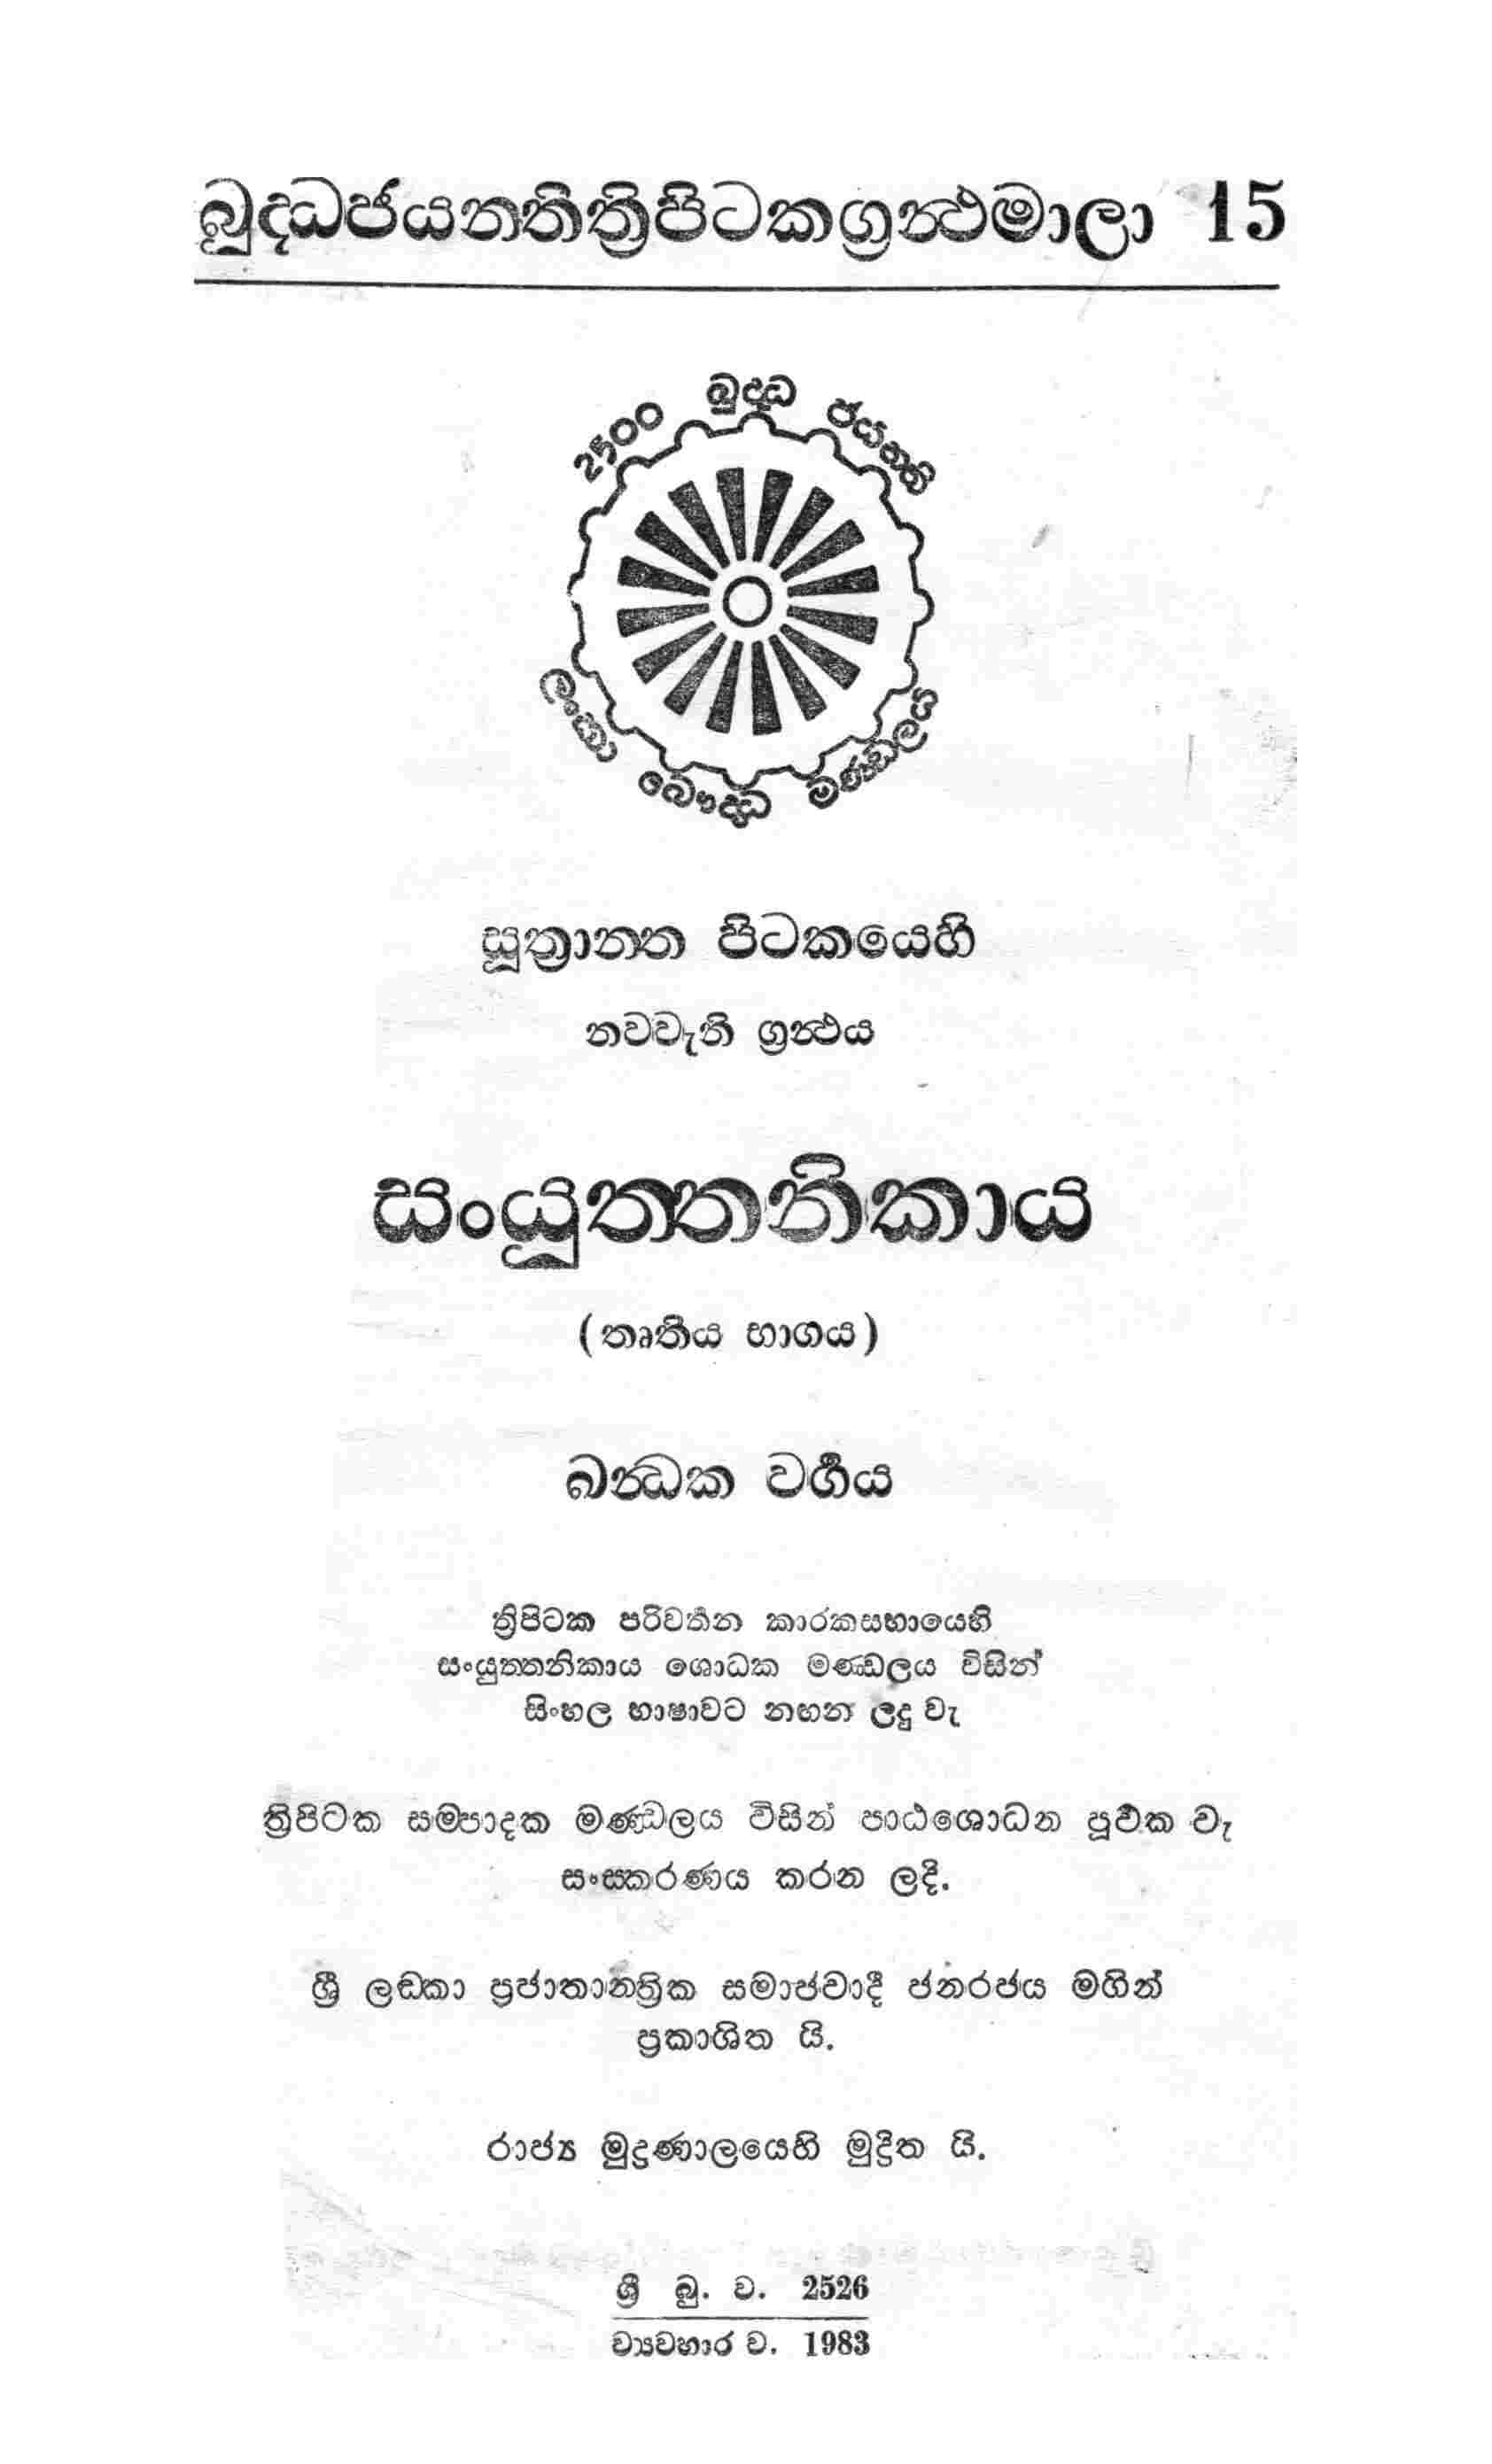 බුද්ධජයන්තිත්‍රිපිටකග්‍රන්ථමාලා 15
2500 බුද්ධ ජයන්ති
ලංකා බෞද්ධ මණ්ඩලයි
සූත්‍රාන්ත පිටකයෙහි
නවවැනි ග්‍රන්ථය
සංයුත්තනිකාය
(තෘතීය භාගය)
ඛන්ධක වර්ගය
ත්‍රිපිටක පරිවර්තන කාරකසභායෙහි
සංයුත්තනිකාය ශොධක මණ්ඩලය විසින්
සිංහල භාෂාවට නඟන ලදු වැ
ත්‍රිපිටක සම්පාදක මණ්ඩලය විසින් පාඨශොධන පූර්වක වැ
සංස්කරණය කරන ලදි.
ශ්‍රී ලඞ්කා ප්‍රජාතාන්ත්‍රික සමාජවාදී ජනරජය මගින්
ප්‍රකාශිත යි.
රාජ්‍ය මුද්‍රණාලයෙහි මුද්‍රිත යි.
ශ්‍රී බු. ව. 2526
ව්‍යවහාර ව. 1983